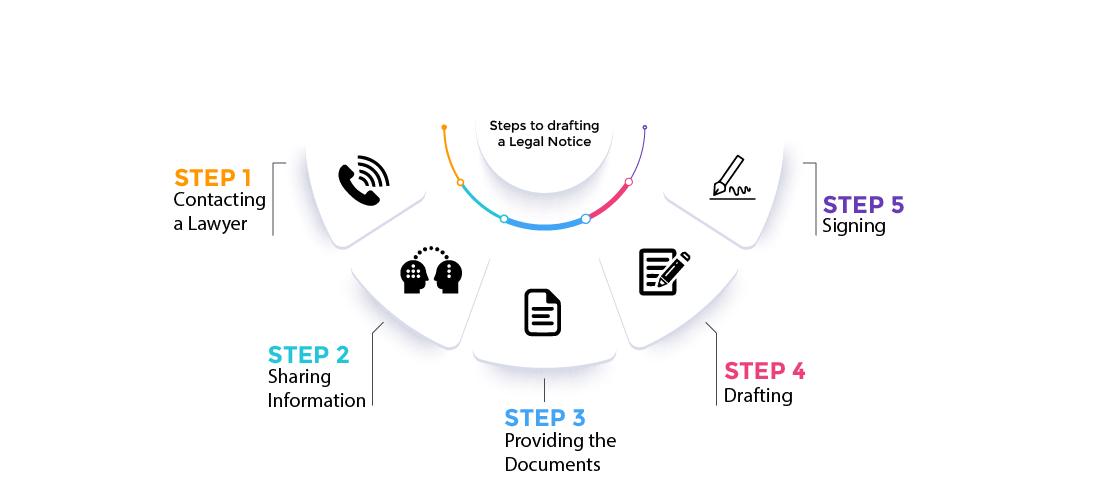 Steps to drafting
a Legal Notice
STEP 1
Contacting
a Lawyer
STEP 2
Sharing
Information
STEP 3
Providing the
Documents
STEP 4
Drafting
STEP 5
Signing